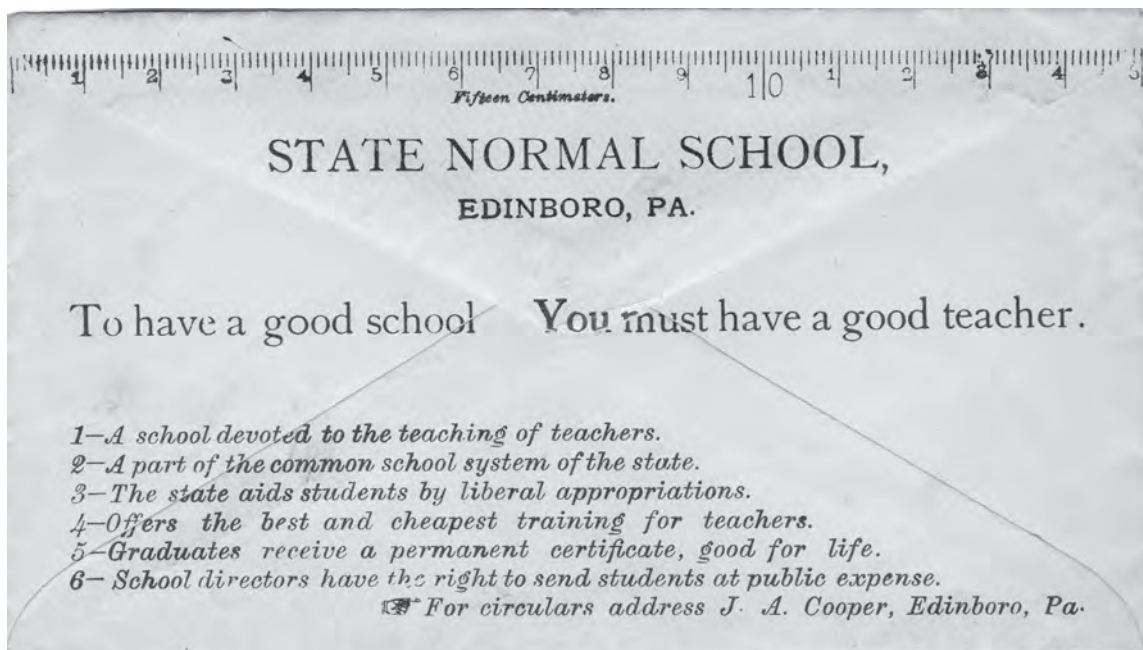 1 2 3 4 5 6 7 8 9 10 1 2 3 4 5
Fifteen Centimeters.
STATE NORMAL SCHOOL,
EDINBORO, PA.
To have a good school You must have a good teacher.
1—A school devoted to the teaching of teachers.
2—A part of the common school system of the state.
3—The state aids students by liberal appropriations.
4—Offers the best and cheapest training for teachers.
5—Graduates receive a permanent certificate, good for life.
6—School directors have the right to send students at public expense.
☞ For circulars address J. A. Cooper, Edinboro, Pa.